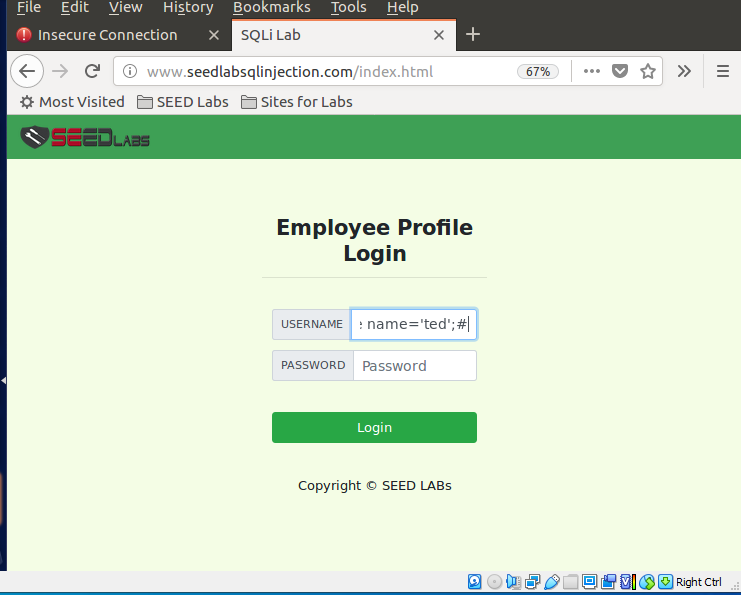 File Edit View History Bookmarks Tools Help
Insecure Connection
SQLi Lab
www.seedlabsqlinjection.com/index.html
67%
Most Visited SEED Labs Sites for Labs
SEEDLABS
Employee Profile
Login
USERNAME e name='ted';#
PASSWORD Password
Login
Copyright © SEED LABs
Right Ctrl